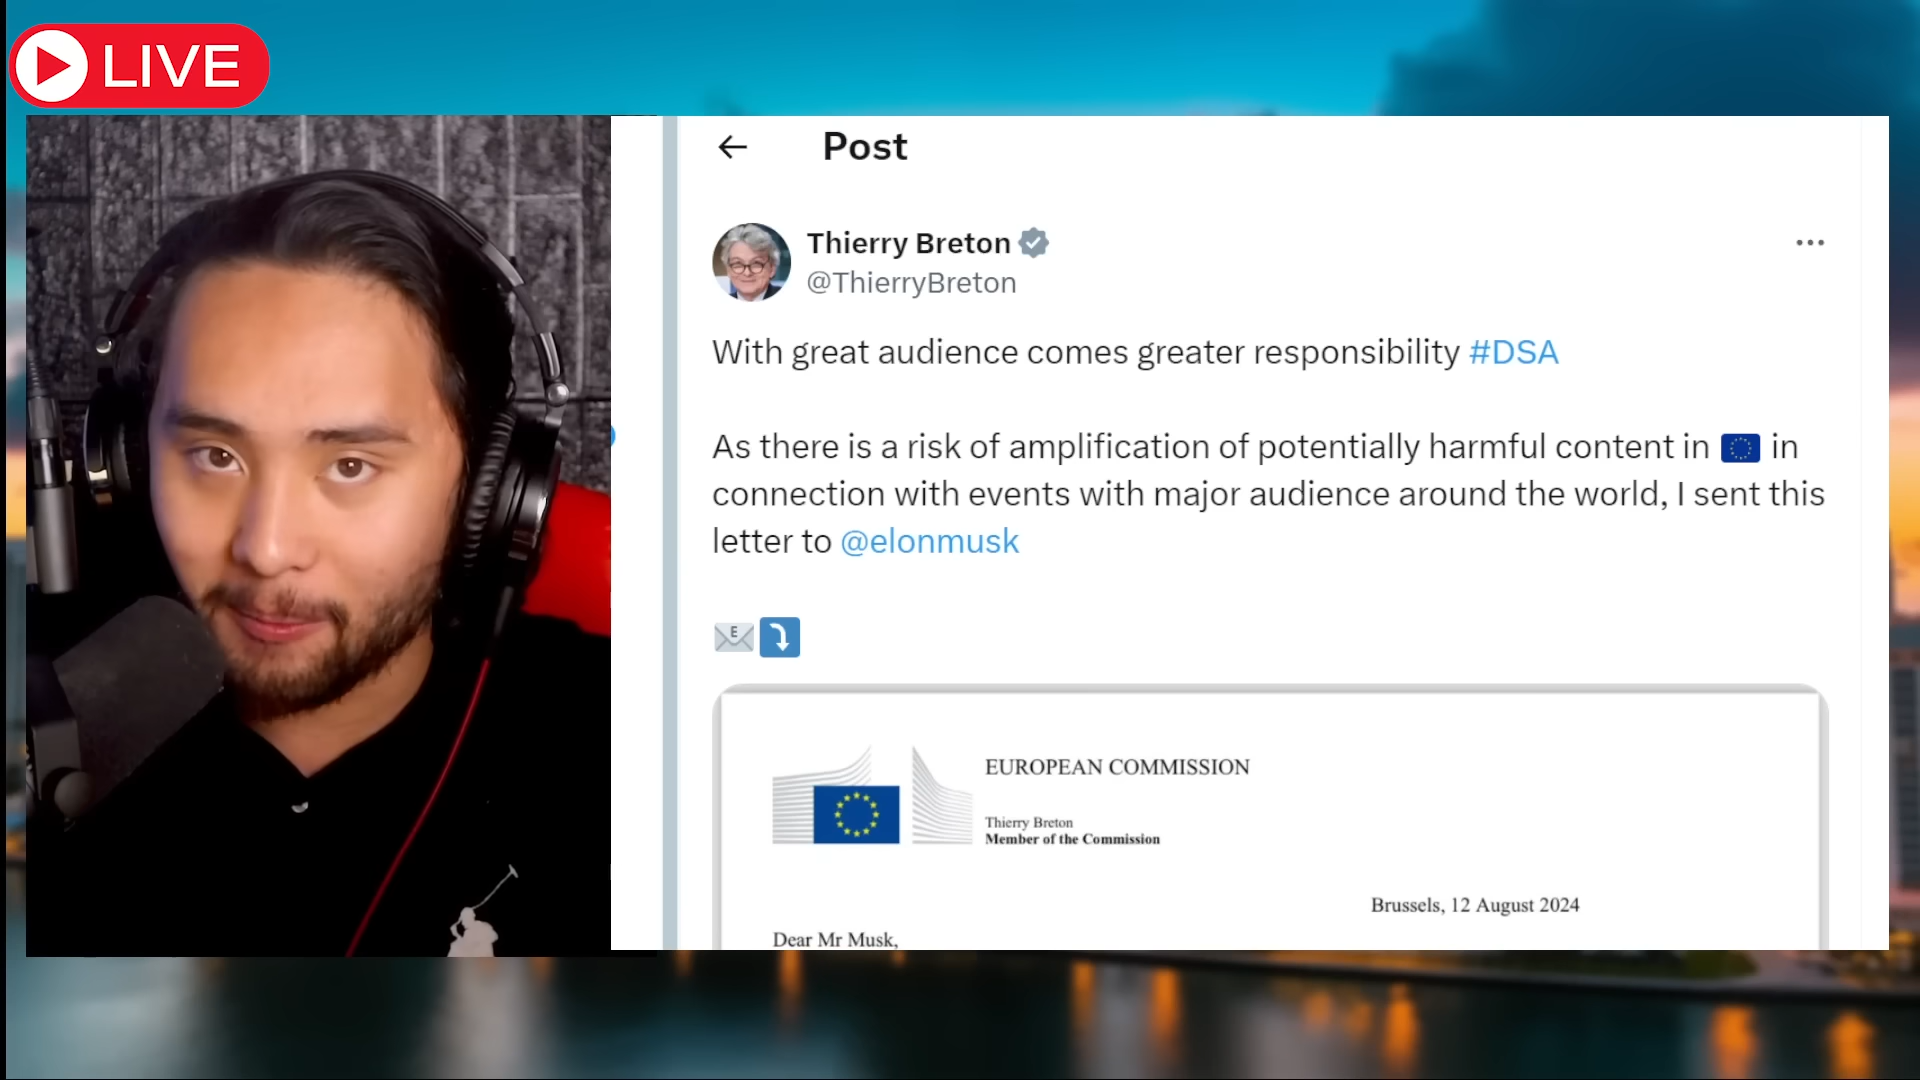 LIVE
Post
Thierry Breton
@ThierryBreton
With great audience comes greater responsibility #DSA
As there is a risk of amplification of potentially harmful content in 🇪🇺 in
connection with events with major audience around the world, I sent this
letter to @elonmusk
E
EUROPEAN COMMISSION
Thierry Breton
Member of the Commission
Brussels, 12 August 2024
Dear Mr Musk,